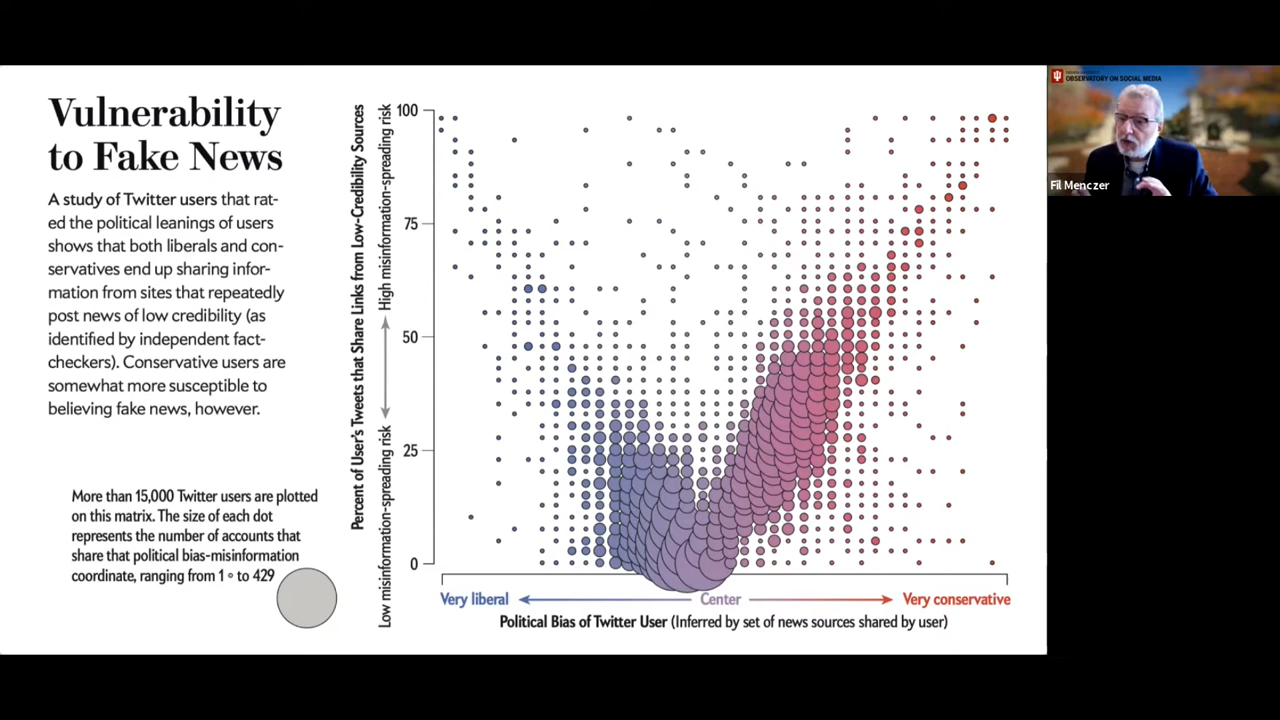 Vulnerability
to Fake News
A study of Twitter users that rat-
ed the political leanings of users
shows that both liberals and con-
servatives end up sharing infor-
mation from sites that repeatedly
post news of low credibility (as
identified by independent fact-
checkers). Conservative users are
somewhat more susceptible to
believing fake news, however.
More than 15,000 Twitter users are plotted
on this matrix. The size of each dot
represents the number of accounts that
share that political bias-misinformation
coordinate, ranging from 1 to 429
Percent of User's Tweets that Share Links from Low-Credibility Sources
Low misinformation-spreading risk
High misinformation-spreading risk
100
75
50
25
0
Very liberal
Center
Very conservative
Political Bias of Twitter User (Inferred by set of news sources shared by user)
OBSERVATORY ON SOCIAL MEDIA
Fil Menczer